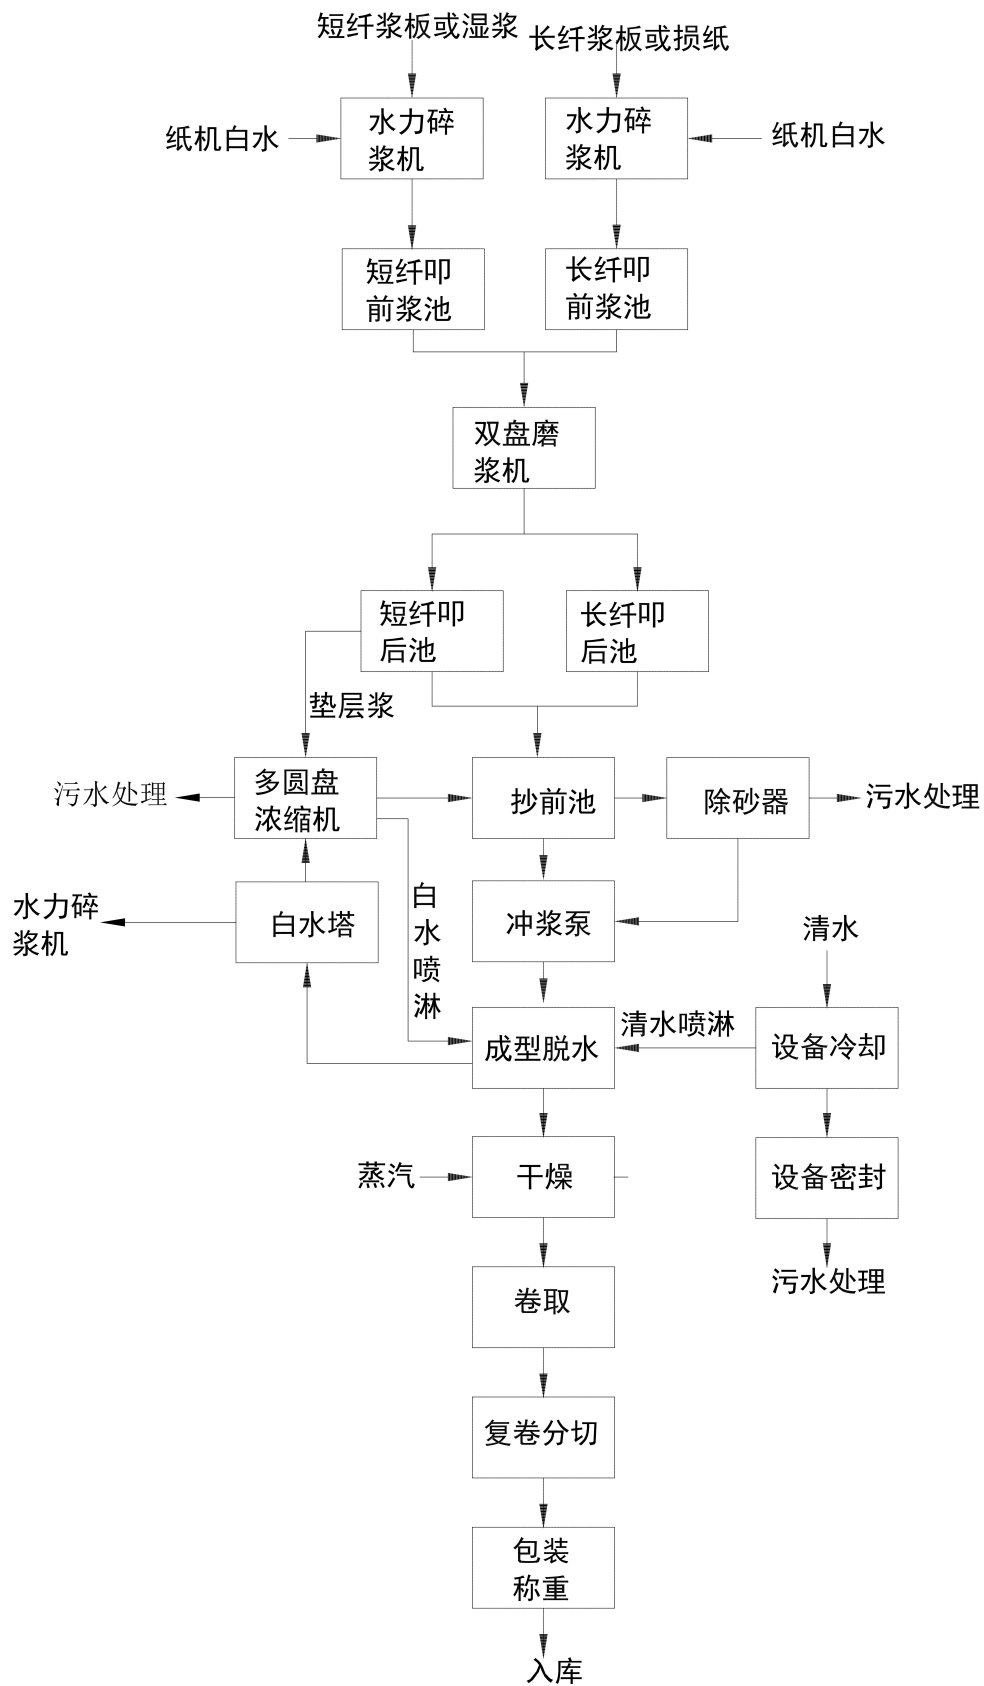 短纤浆板或湿浆
长纤浆板或损纸
纸机白水
水力碎
浆机
水力碎
浆机
纸机白水
短纤叩
前浆池
长纤叩
前浆池
双盘磨
浆机
短纤叩
后池
长纤叩
后池
垫层浆
污水处理
多圆盘
浓缩机
抄前池
除砂器
污水处理
水力碎
浆机
白水塔
白水喷淋
冲浆泵
清水
成型脱水
清水喷淋
设备冷却
蒸汽
干燥
设备密封
污水处理
卷取
复卷分切
包装
称重
入库